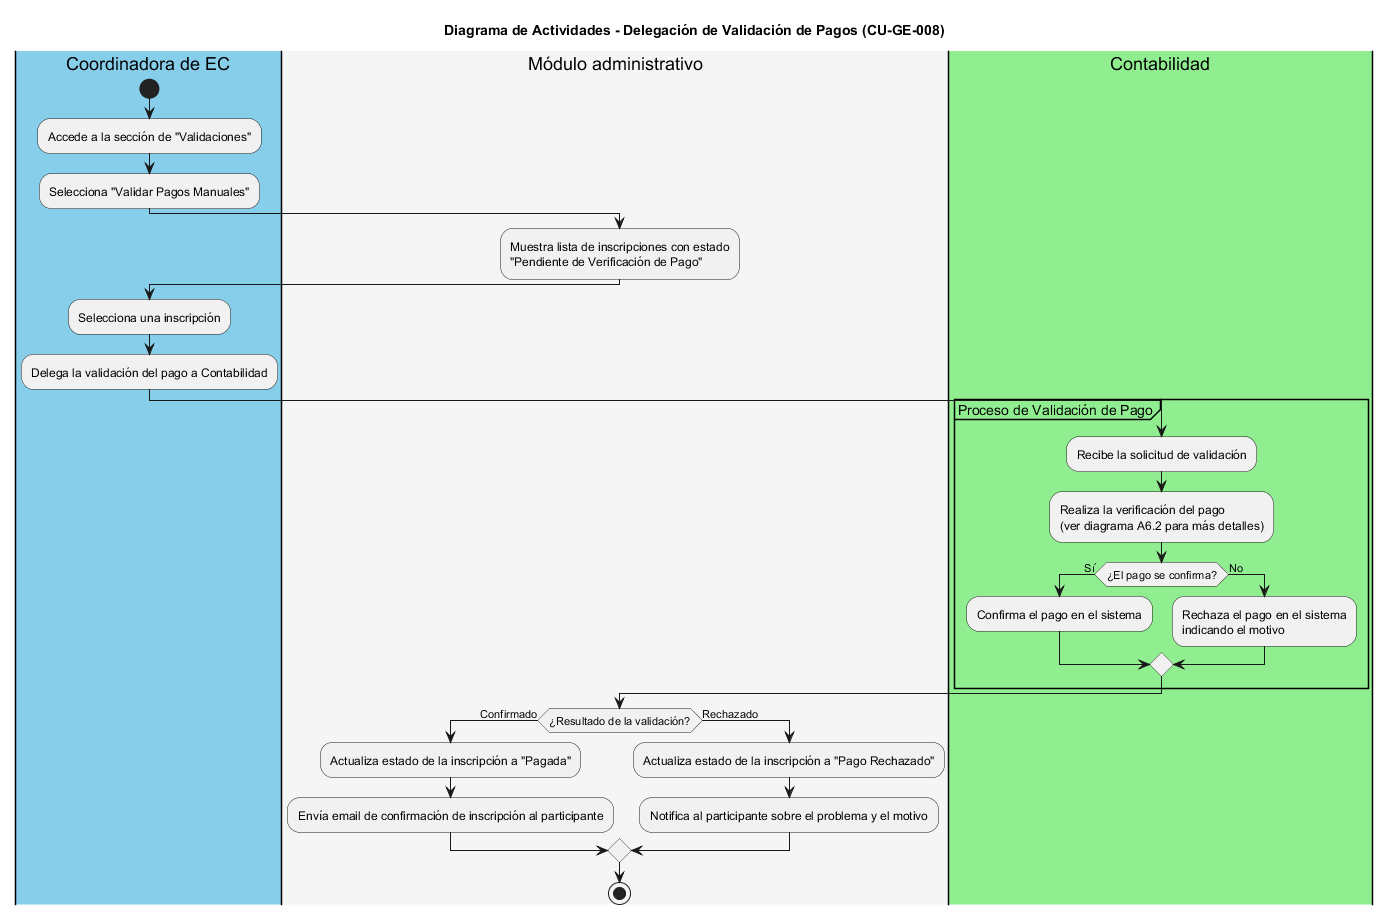 Diagrama de Actividades - Delegación de Validación de Pagos (CU-GE-008)
Coordinadora de EC
Módulo administrativo
Contabilidad
Accede a la sección de "Validaciones"
Selecciona "Validar Pagos Manuales"
Muestra lista de inscripciones con estado
"Pendiente de Verificación de Pago"
Selecciona una inscripción
Delega la validación del pago a Contabilidad
Proceso de Validación de Pago
Recibe la solicitud de validación
Realiza la verificación del pago
(ver diagrama A6.2 para más detalles)
Sí
¿El pago se confirma?
No
Confirma el pago en el sistema
Rechaza el pago en el sistema
indicando el motivo
Confirmado
¿Resultado de la validación?
Rechazado
Actualiza estado de la inscripción a "Pagada"
Actualiza estado de la inscripción a "Pago Rechazado"
Envía email de confirmación de inscripción al participante
Notifica al participante sobre el problema y el motivo